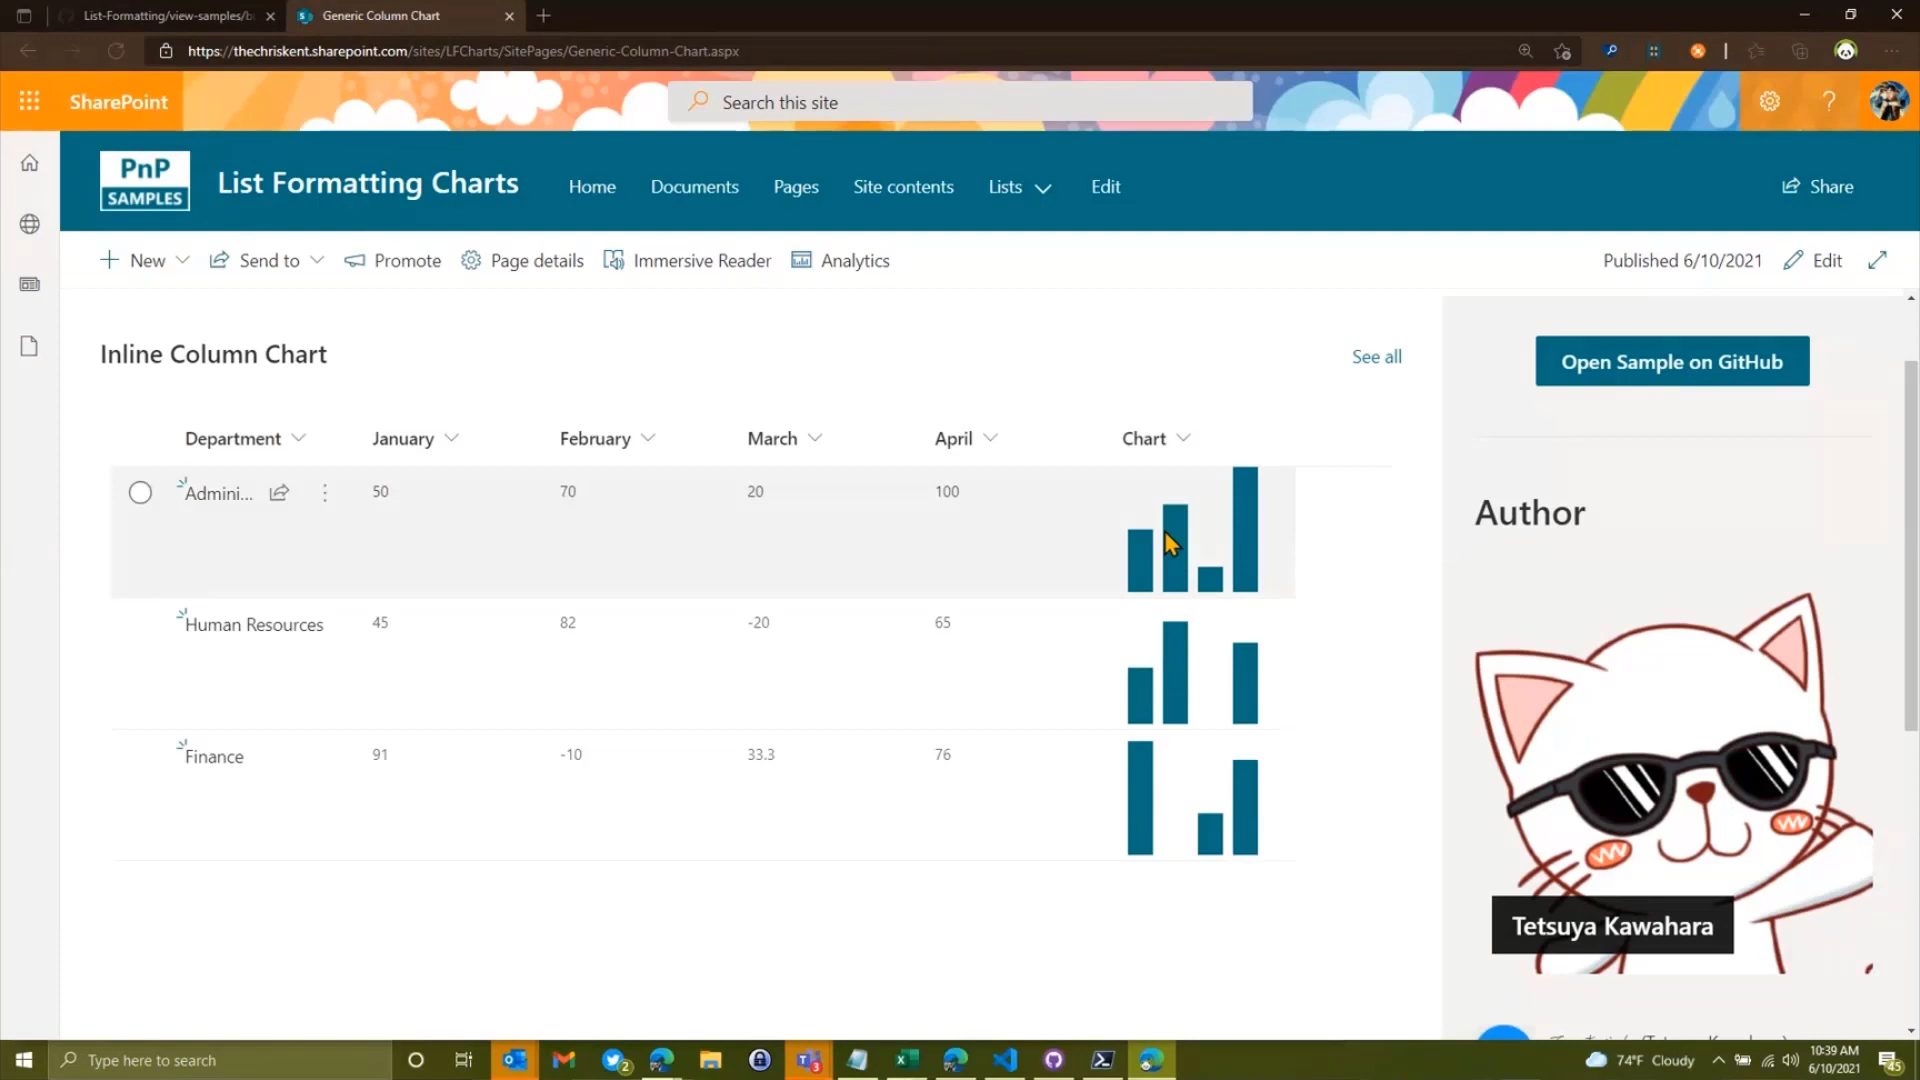 List-Formatting/view-samples/b
Generic Column Chart
https://thechriskent.sharepoint.com/sites/LFCharts/SitePages/Generic-Column-Chart.aspx
SharePoint
Search this site
PnP
SAMPLES
List Formatting Charts
Home
Documents
Pages
Site contents
Lists
Edit
Share
New
Send to
Promote
Page details
Immersive Reader
Analytics
Published 6/10/2021
Edit
Inline Column Chart
See all
Open Sample on GitHub
Department
January
February
March
April
Chart
Admini...
50
70
20
100
Human Resources
45
82
-20
65
Finance
91
-10
33.3
76
Author
Tetsuya Kawahara
Type here to search
2
3
74°F Cloudy
10:39 AM
6/10/2021
45